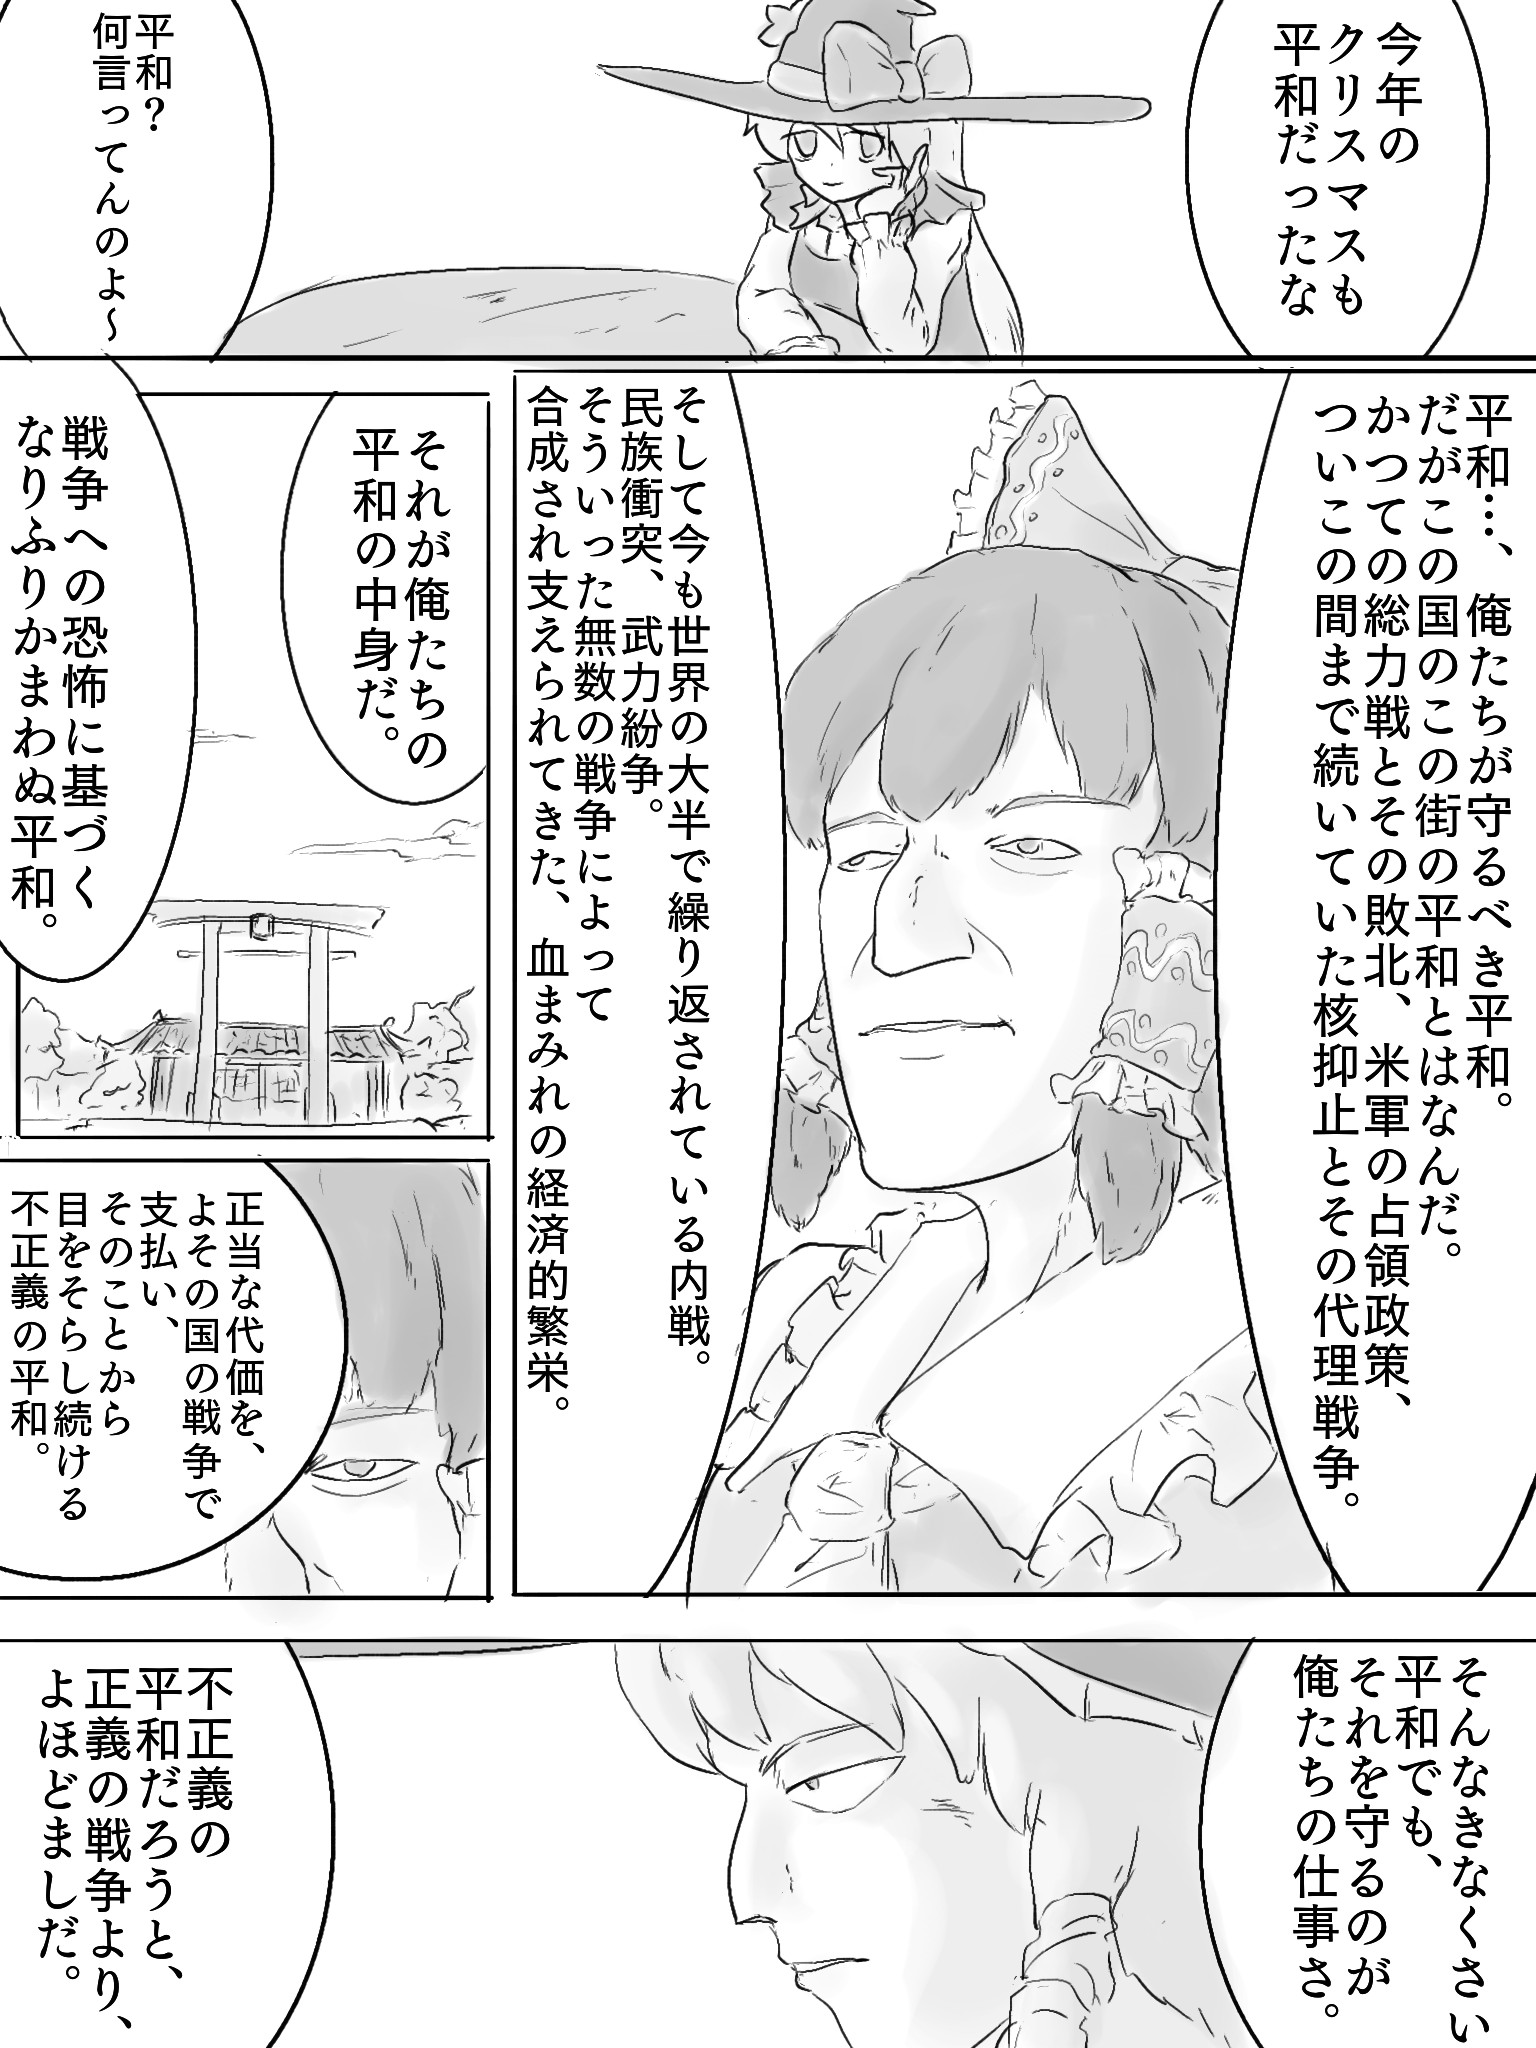 今年の
クリスマスも
平和だったな
平和？
何言ってんのよ～
平和…、俺たちが守るべき平和。
だがこの国のこの街の平和とはなんだ。
かつての総力戦とその敗北、米軍の占領政策、
ついこの間まで続いていた核抑止とその代理戦争。
そして今も世界の大半で繰り返されている内戦。
民族衝突、武力紛争。
そういった無数の戦争によって
合成され支えられてきた、血まみれの経済的繁栄。
それが俺たちの
平和の中身だ。
戦争への恐怖に基づく
なりふりかまわぬ平和。
正当な代価を、
よその国の戦争で
支払い、
そのことから
目をそらし続ける
不正義の平和。
そんなきなくさい
平和でも、
それを守るのが
俺たちの仕事さ。
不正義の
平和だろうと、
正義の戦争より、
よほどましだ。